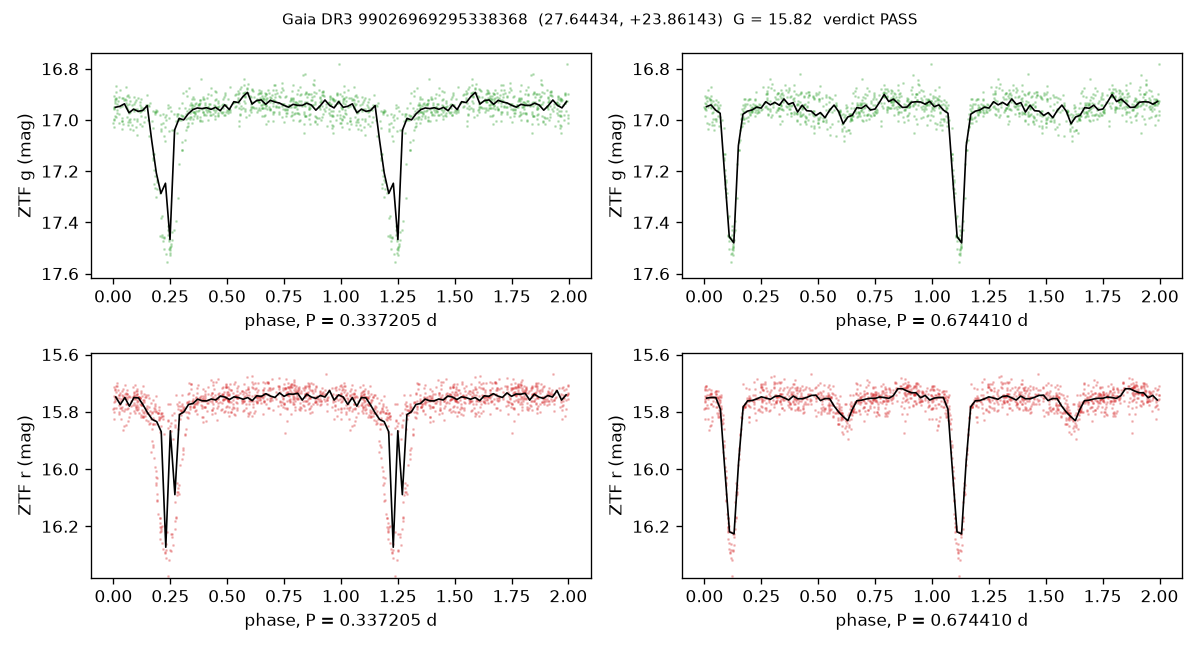 Gaia DR3 99026969295338368  (27.64434, +23.86143)  G = 15.82  verdict PASS
ZTF g (mag)
16.8
17.0
17.2
17.4
17.6
0.00 0.25 0.50 0.75 1.00 1.25 1.50 1.75 2.00
phase, P = 0.337205 d
ZTF g (mag)
16.8
17.0
17.2
17.4
17.6
0.00 0.25 0.50 0.75 1.00 1.25 1.50 1.75 2.00
phase, P = 0.674410 d
ZTF r (mag)
15.6
15.8
16.0
16.2
0.00 0.25 0.50 0.75 1.00 1.25 1.50 1.75 2.00
phase, P = 0.337205 d
ZTF r (mag)
15.6
15.8
16.0
16.2
0.00 0.25 0.50 0.75 1.00 1.25 1.50 1.75 2.00
phase, P = 0.674410 d